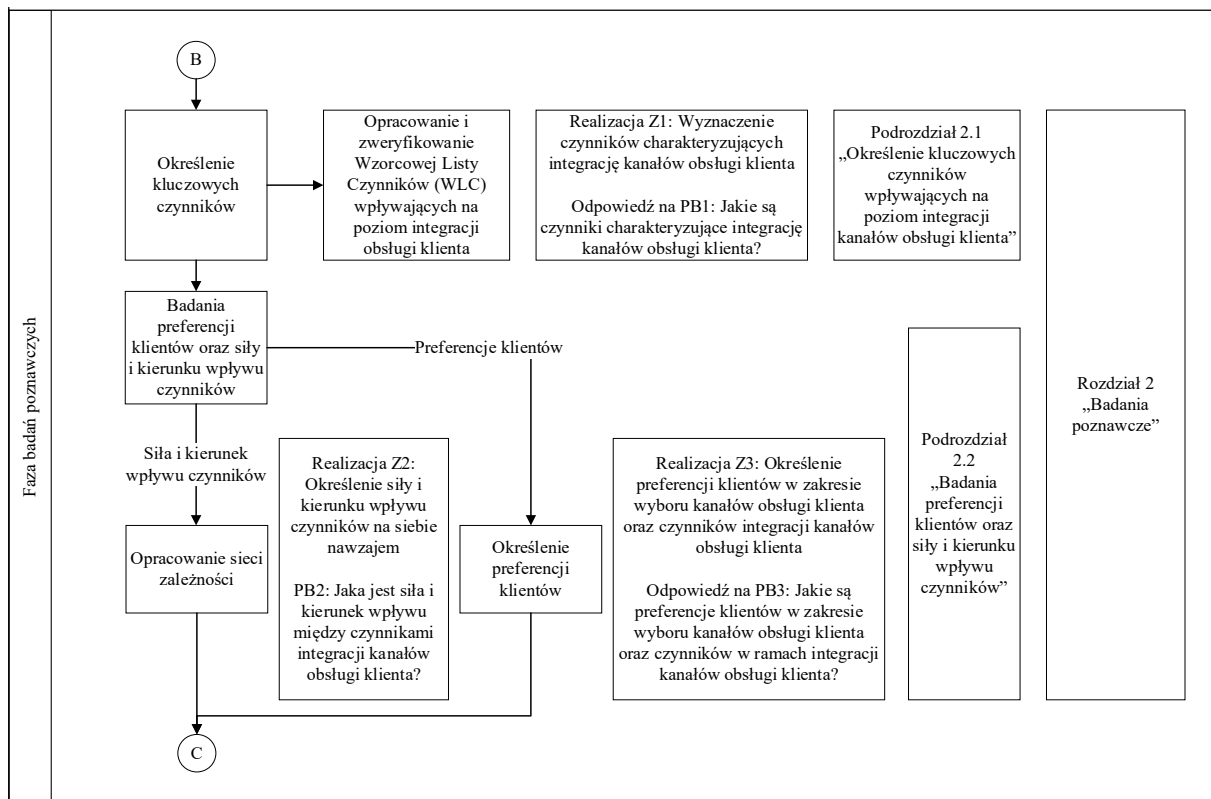 B
Określenie
kluczowych
czynników
Opracowanie i
zweryfikowanie
Wzorcowej Listy
Czynników (WLC)
wpływających na
poziom integracji
obsługi klienta
Realizacja Z1: Wyznaczenie
czynników charakteryzujących
integrację kanałów obsługi klienta
Odpowiedź na PB1: Jakie są
czynniki charakteryzujące integrację
kanałów obsługi klienta?
Podrozdział 2.1
„Określenie kluczowych
czynników
wpływających na
poziom integracji
kanałów obsługi klienta”
Badania
preferencji
klientów oraz siły
i kierunku wpływu
czynników
Preferencje klientów
Faza badań poznawczych
Rozdział 2
„Badania
poznawcze”
Siła i kierunek
wpływu czynników
Opracowanie sieci
zależności
Realizacja Z2:
Określenie siły i
kierunku wpływu
czynników na siebie
nawzajem
PB2: Jaka jest siła i
kierunek wpływu
między czynnikami
integracji kanałów
obsługi klienta?
Określenie
preferencji
klientów
Realizacja Z3: Określenie
preferencji klientów w zakresie
wyboru kanałów obsługi klienta
oraz czynników integracji kanałów
obsługi klienta
Odpowiedź na PB3: Jakie są
preferencje klientów w zakresie
wyboru kanałów obsługi klienta
oraz czynników w ramach integracji
kanałów obsługi klienta?
Podrozdział
2.2
„Badania
preferencji
klientów oraz
siły i kierunku
wpływu
czynników”
C